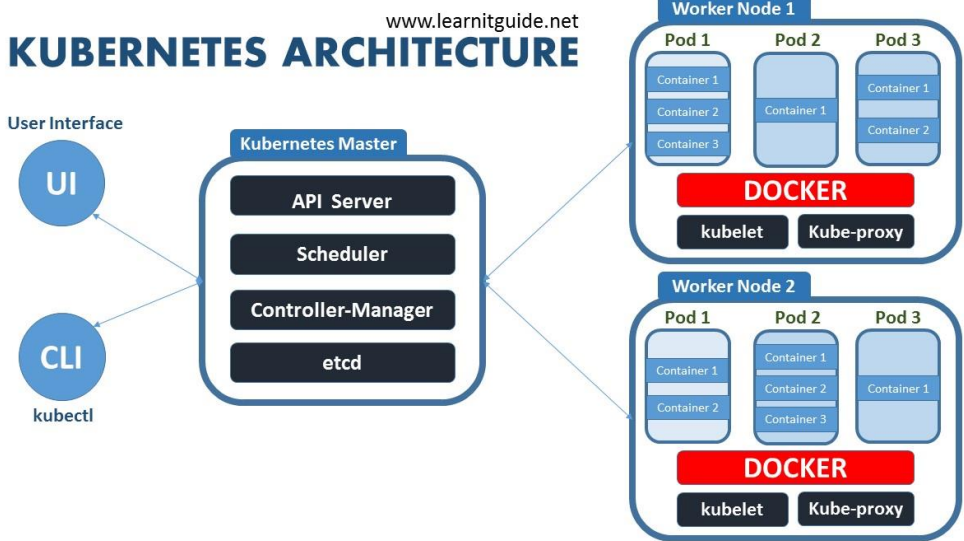 www.learnitguide.net
KUBERNETES ARCHITECTURE
User Interface
UI
CLI
kubectl
Kubernetes Master
API Server
Scheduler
Controller-Manager
etcd
Worker Node 1
Pod 1
Container 1
Container 2
Container 3
Pod 2
Container 1
Pod 3
Container 1
Container 2
DOCKER
kubelet
Kube-proxy
Worker Node 2
Pod 1
Container 1
Container 2
Pod 2
Container 1
Container 2
Container 3
Pod 3
Container 1
DOCKER
kubelet
Kube-proxy